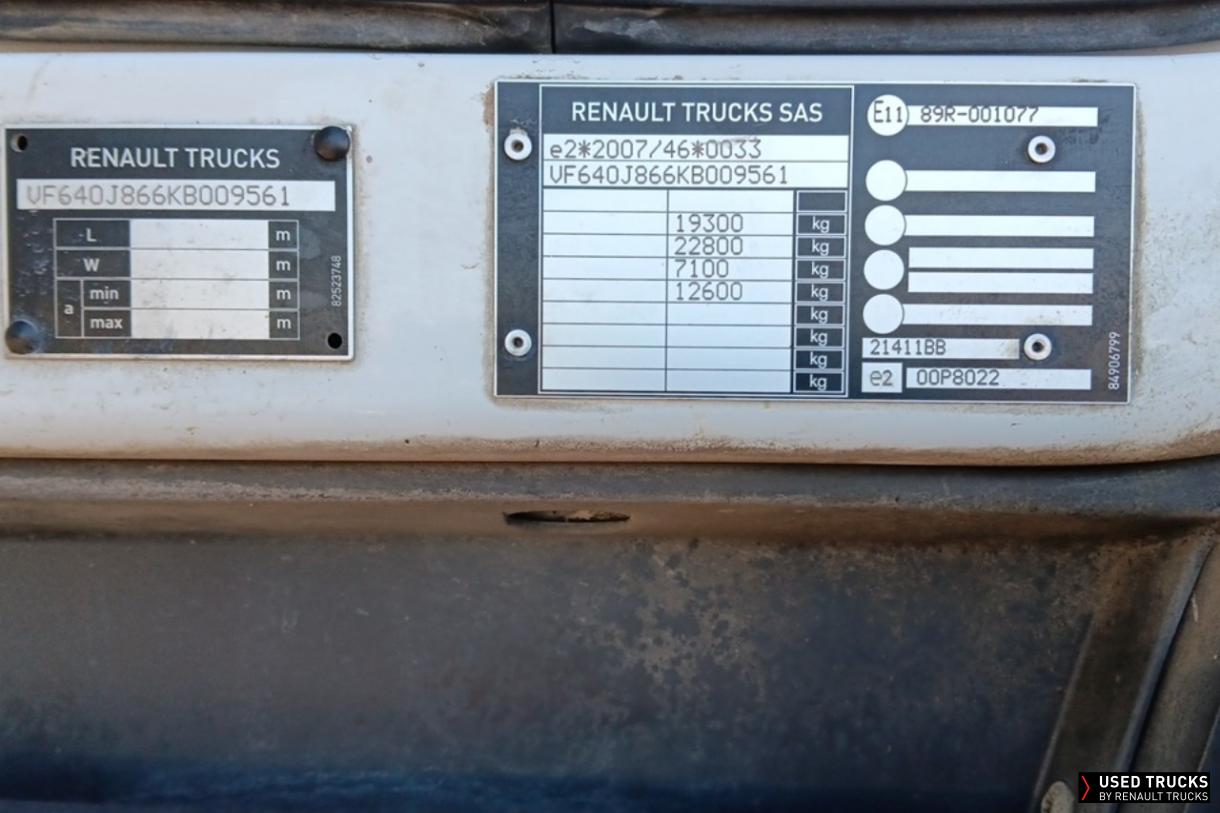 RENAULT TRUCKS
VF640J866KB009561
L m
W m
a min m
max m
82523748
RENAULT TRUCKS SAS
e2*2007/46*0033
VF640J866KB009561
19300 kg
22800 kg
7100 kg
12600 kg
kg
kg
kg
kg
E11 89R-001077
21411BB
e2 00P8022
84906799
USED TRUCKS
BY RENAULT TRUCKS